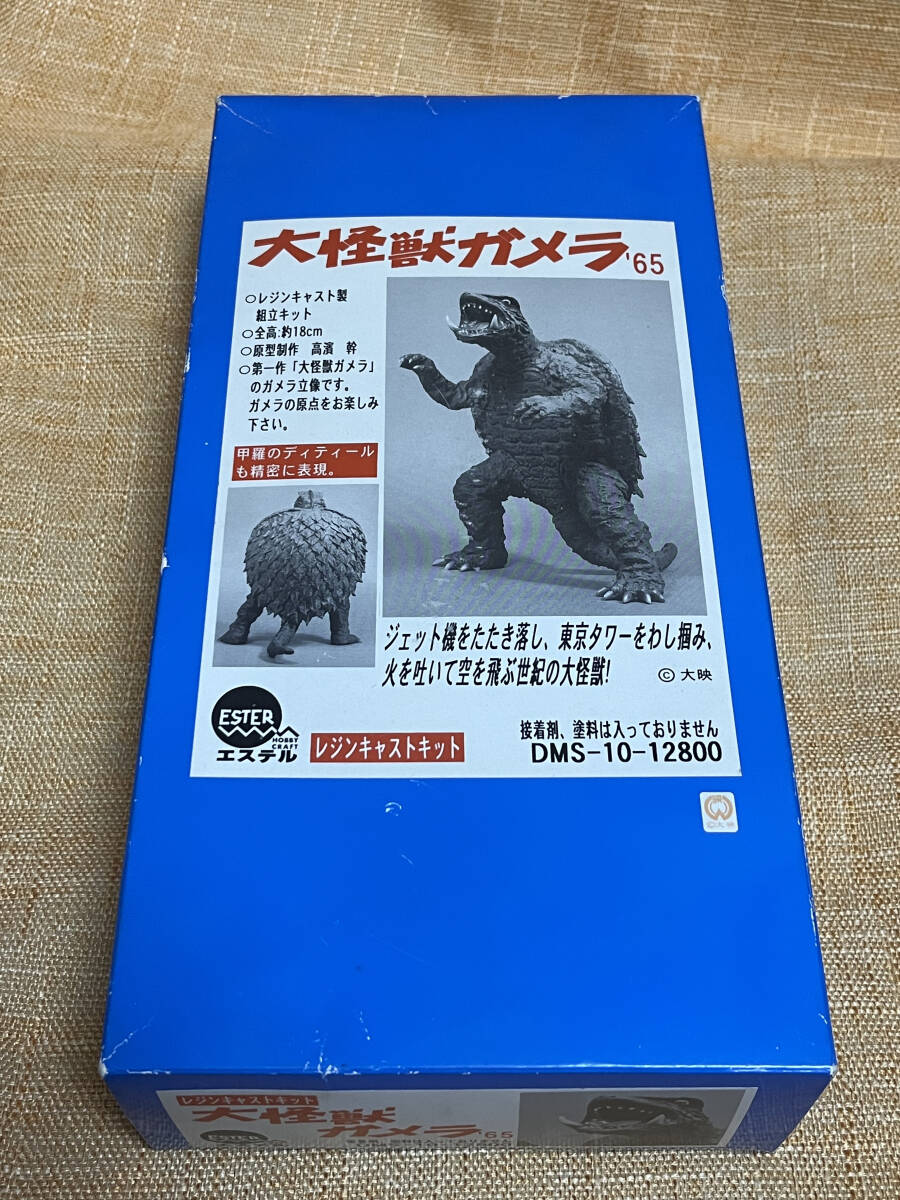 大怪獣ガメラ'65
○レジンキャスト製
組立キット
○全高:約18cm
○原型制作 高濱 幹
○第一作「大怪獣ガメラ」
のガメラ立像です。
ガメラの原点をお楽しみ
下さい。
甲羅のディティール
も精密に表現。
ジェット機をたたき落し、東京タワーをわし掴み、
火を吐いて空を飛ぶ世紀の大怪獣!
©大映
ESTER
HOBBY
CRAFT
エステル
レジンキャストキット
接着剤、塗料は入っておりません
DMS-10-12800
©大映
レジンキャストキット
大怪獣
ガメラ'65
ESTER